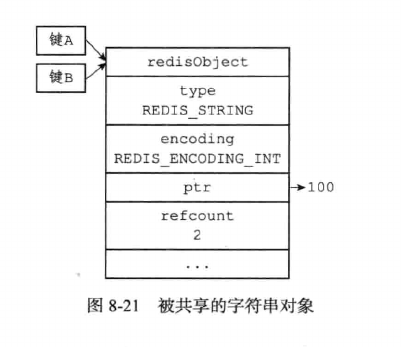 键A
键B
redisObject
type
REDIS_STRING
encoding
REDIS_ENCODING_INT
ptr
100
refcount
2
...
图 8-21 被共享的字符串对象